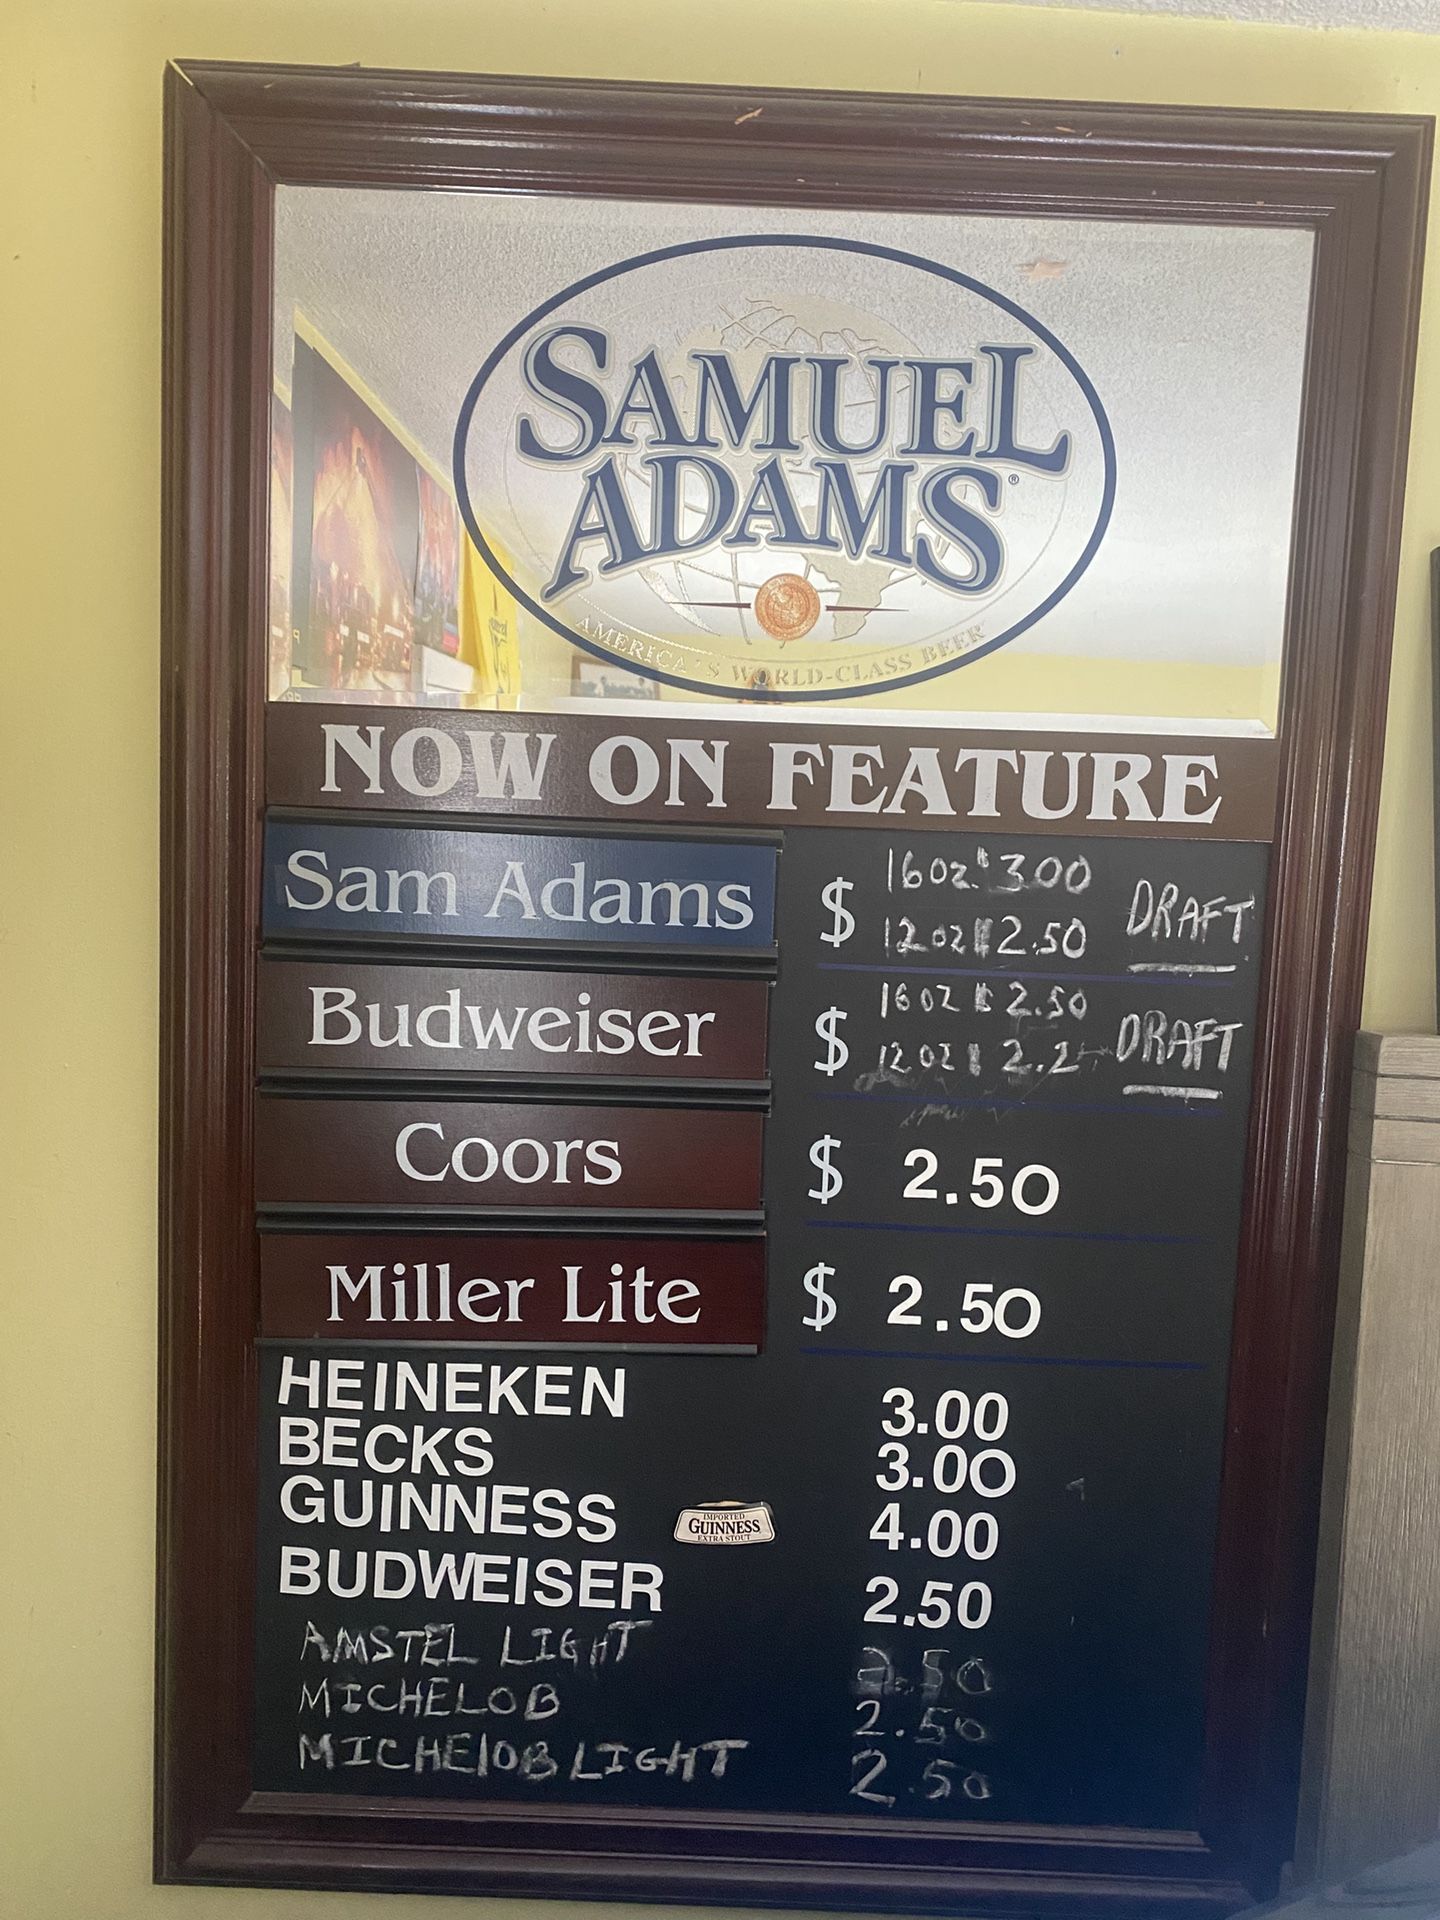 SAMUEL
ADAMS®
AMERICA'S WORLD-CLASS BEER
NOW ON FEATURE
Sam Adams $ 16oz. $ 3.00 DRAFT
12oz $ 2.50
Budweiser $ 16oz $ 2.50 DRAFT
12oz
Coors $ 2.50
Miller Lite $ 2.50
HEINEKEN 3.00
BECKS 3.00
GUINNESS IMPORTED GUINNESS EXTRA STOUT 4.00
BUDWEISER 2.50
AMSTEL LIGHT 2.50
MICHELOB 2.50
MICHElOB LIGHT 2.50